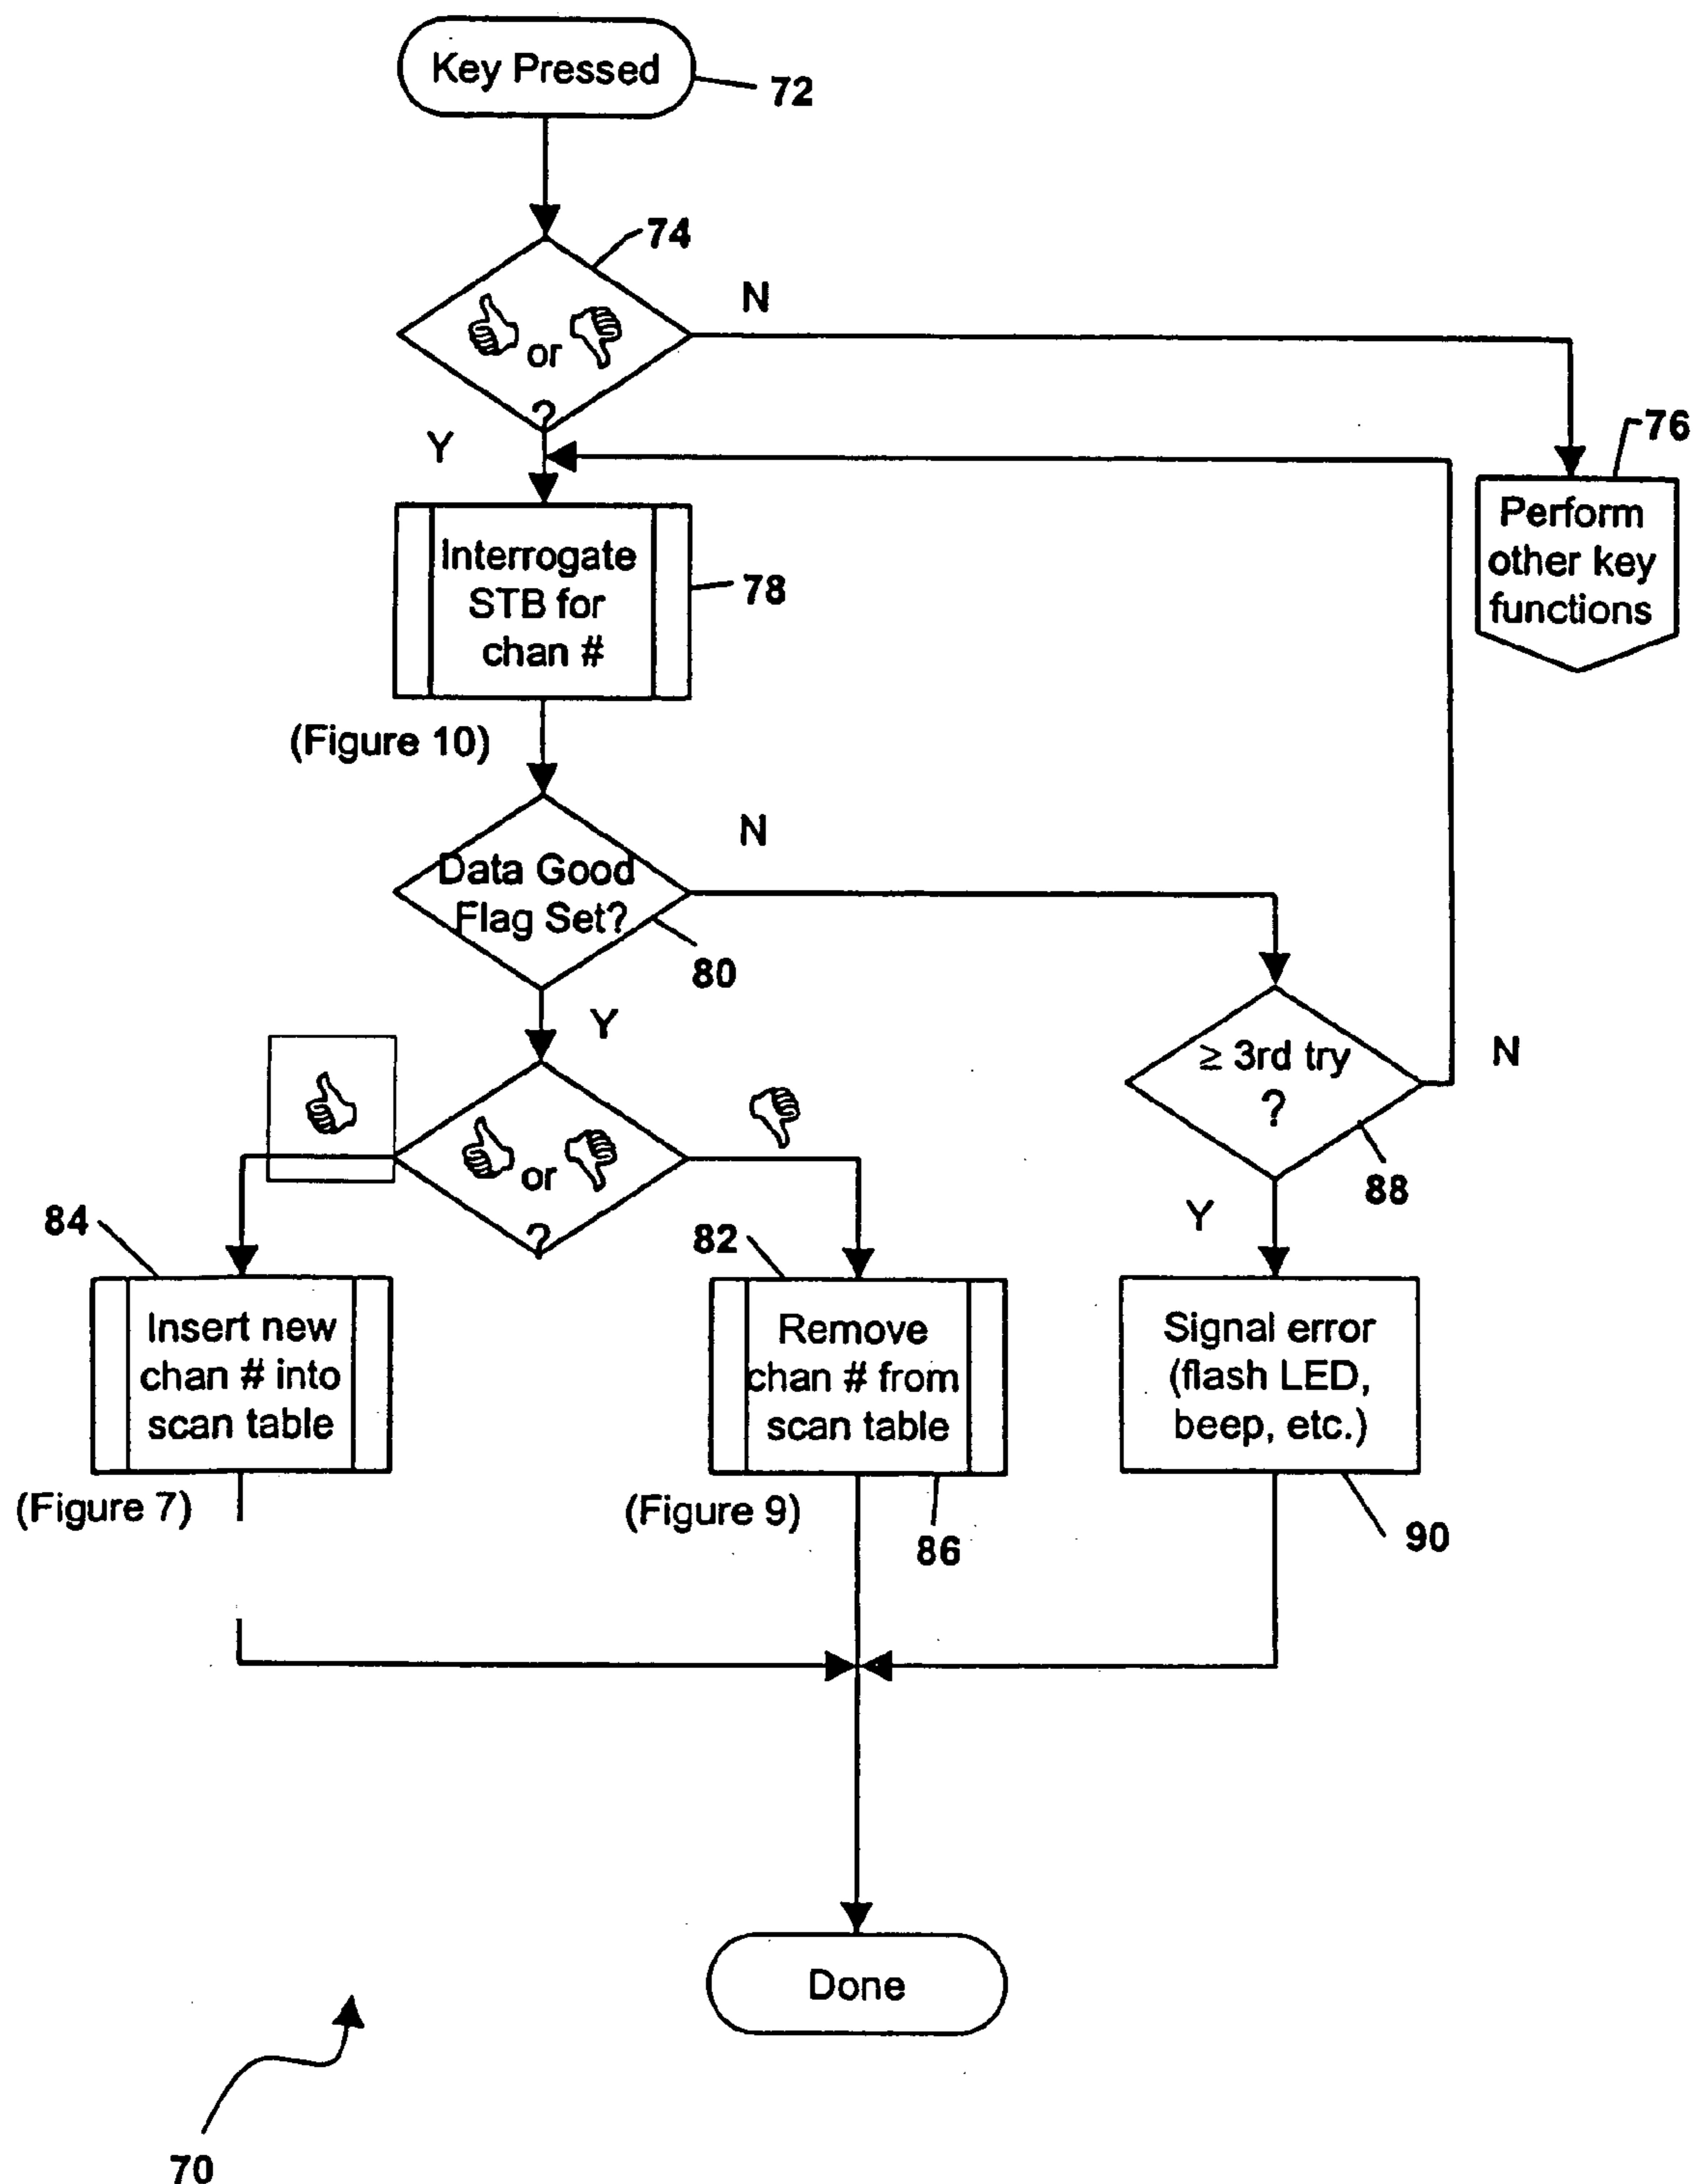 Key Pressed
72
74
or
?
N
Y
76
Perform
other key
functions
Interrogate
STB for
chan #
78
(Figure 10)
Data Good
Flag Set?
N
80
Y
≥ 3rd try
?
N
88
Y
or
?
84
82
Insert new
chan # into
scan table
Remove
chan # from
scan table
Signal error
(flash LED,
beep, etc.)
(Figure 7)
(Figure 9)
86
90
Done
70